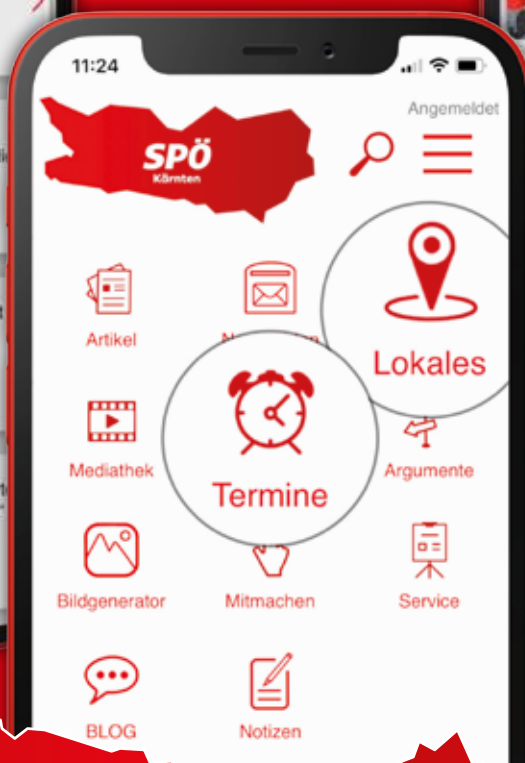 11:24
Angemeldet
SPÖ
Kärnten
Artikel
Lokales
Mediathek
Termine
Argumente
Bildgenerator
Mitmachen
Service
BLOG
Notizen